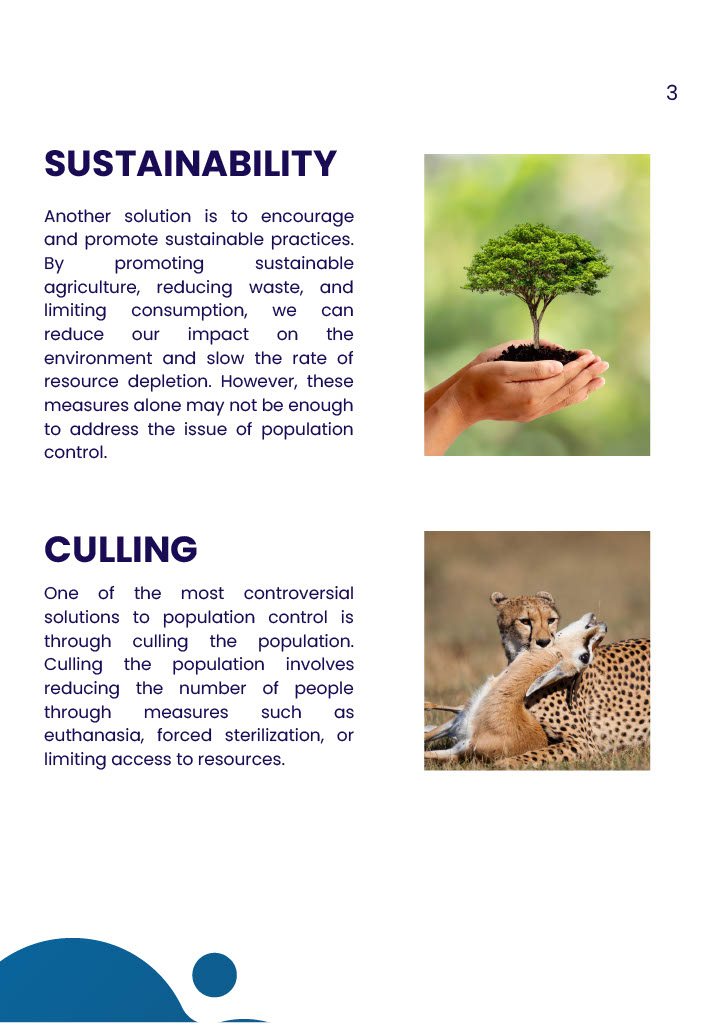 3
SUSTAINABILITY
Another solution is to encourage
and promote sustainable practices.
By promoting sustainable
agriculture, reducing waste, and
limiting consumption, we can
reduce our impact on the
environment and slow the rate of
resource depletion. However, these
measures alone may not be enough
to address the issue of population
control.
CULLING
One of the most controversial
solutions to population control is
through culling the population.
Culling the population involves
reducing the number of people
through measures such as
euthanasia, forced sterilization, or
limiting access to resources.